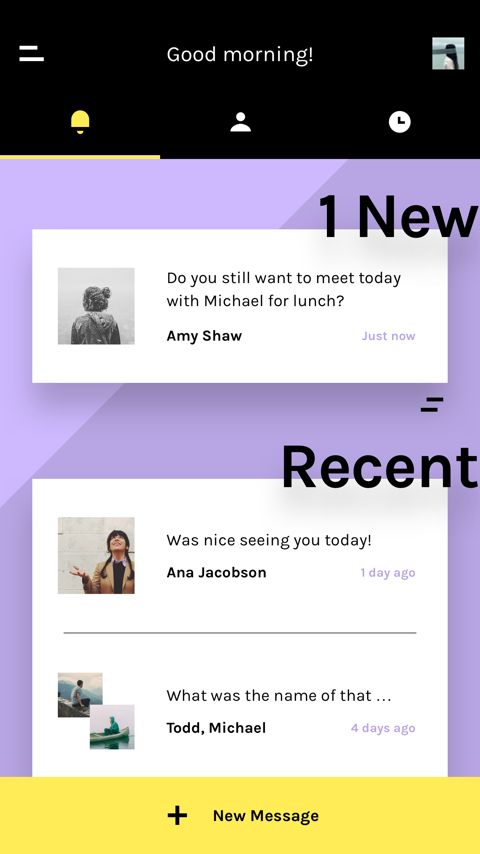 Good morning!
1 New
Do you still want to meet today
with Michael for lunch?
Amy Shaw
Just now
Recent
Was nice seeing you today!
Ana Jacobson
1 day ago
What was the name of that ...
Todd, Michael
4 days ago
New Message